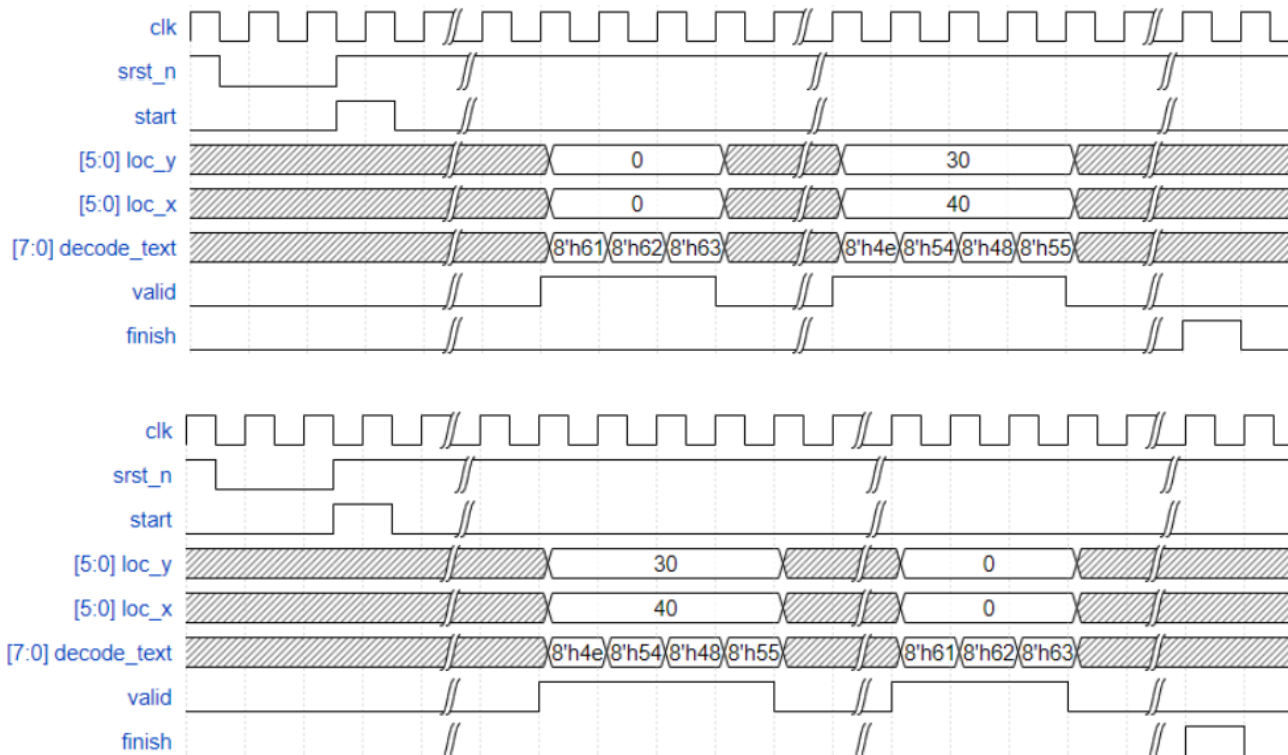 clk
srst_n
start
[5:0] loc_y 0 30
[5:0] loc_x 0 40
[7:0] decode_text 8'h61 8'h62 8'h63 8'h4e 8'h54 8'h48 8'h55
valid
finish
clk
srst_n
start
[5:0] loc_y 30 0
[5:0] loc_x 40 0
[7:0] decode_text 8'h4e 8'h54 8'h48 8'h55 8'h61 8'h62 8'h63
valid
finish